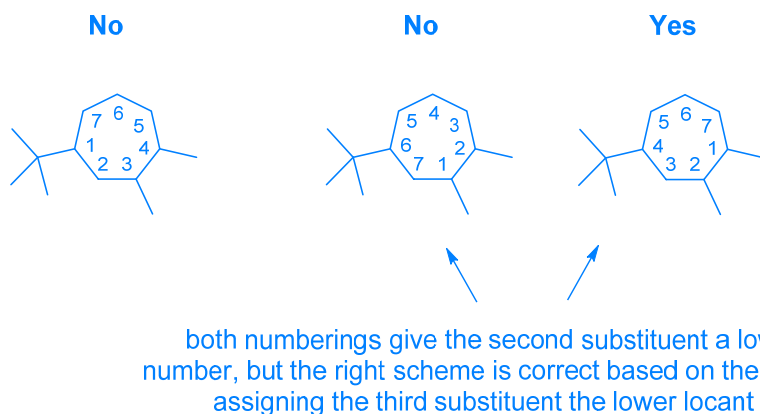 No
No
Yes
6
7 5
1 4
2 3
4
5 3
6 2
7 1
6
5 7
4 1
3 2
both numberings give the second substituent a
number, but the right scheme is correct based on the
assigning the third substituent the lower locant